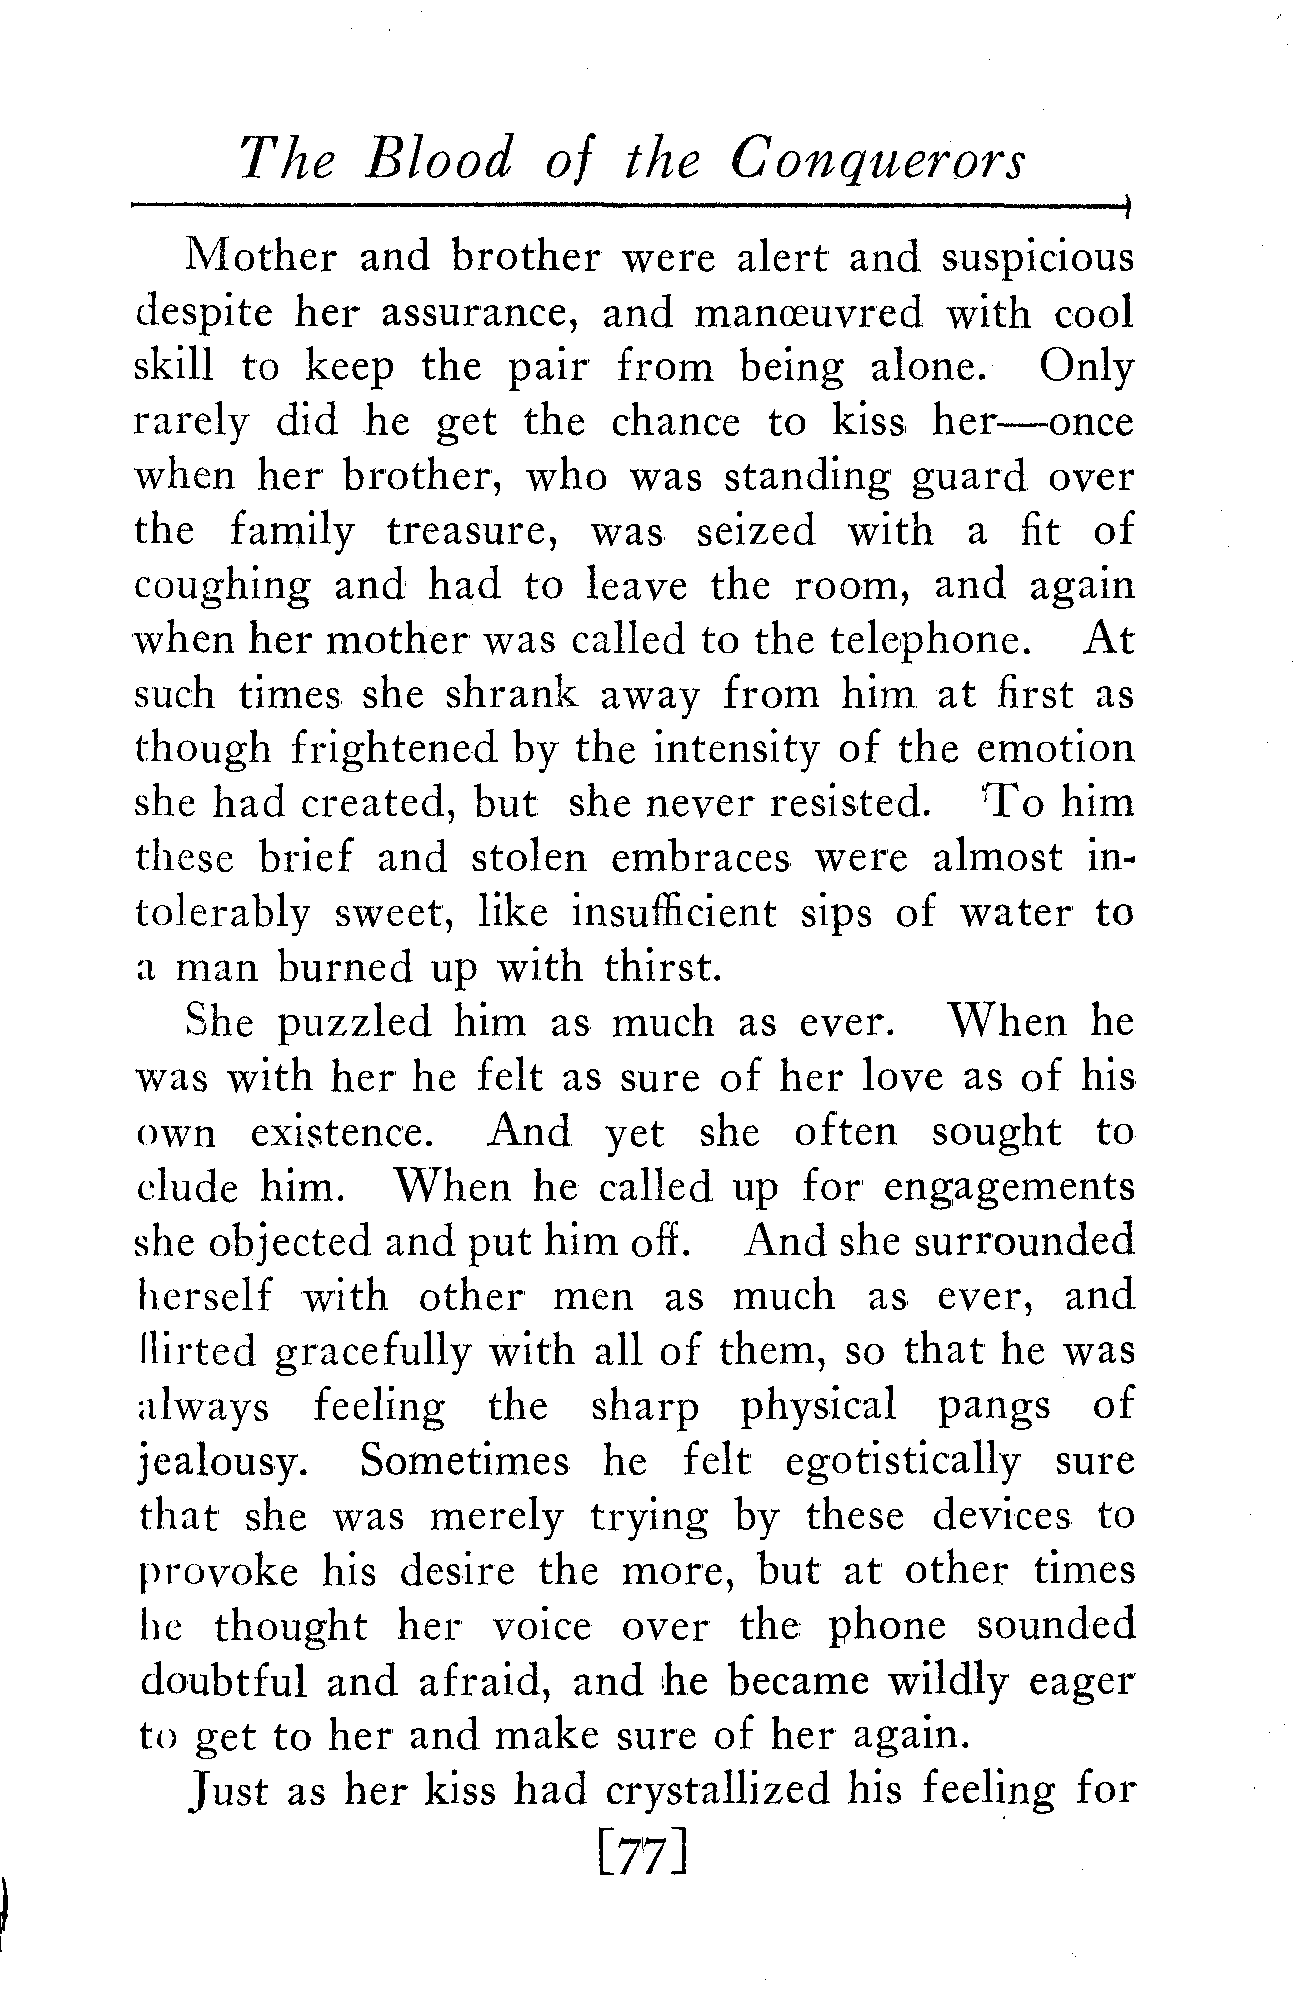 The Blood of the Conquerors
Mother and brother were alert and suspicious
despite her assurance, and manœuvred with cool
skill to keep the pair from being alone. Only
rarely did he get the chance to kiss her—once
when her brother, who was standing guard over
the family treasure, was seized with a fit of
coughing and had to leave the room, and again
when her mother was called to the telephone. At
such times she shrank away from him at first as
though frightened by the intensity of the emotion
she had created, but she never resisted. To him
these brief and stolen embraces were almost in-
tolerably sweet, like insufficient sips of water to
a man burned up with thirst.
She puzzled him as much as ever. When he
was with her he felt as sure of her love as of his
own existence. And yet she often sought to
elude him. When he called up for engagements
she objected and put him off. And she surrounded
herself with other men as much as ever, and
flirted gracefully with all of them, so that he was
always feeling the sharp physical pangs of
jealousy. Sometimes he felt egotistically sure
that she was merely trying by these devices to
provoke his desire the more, but at other times
he thought her voice over the phone sounded
doubtful and afraid, and he became wildly eager
to get to her and make sure of her again.
Just as her kiss had crystallized his feeling for
[77]